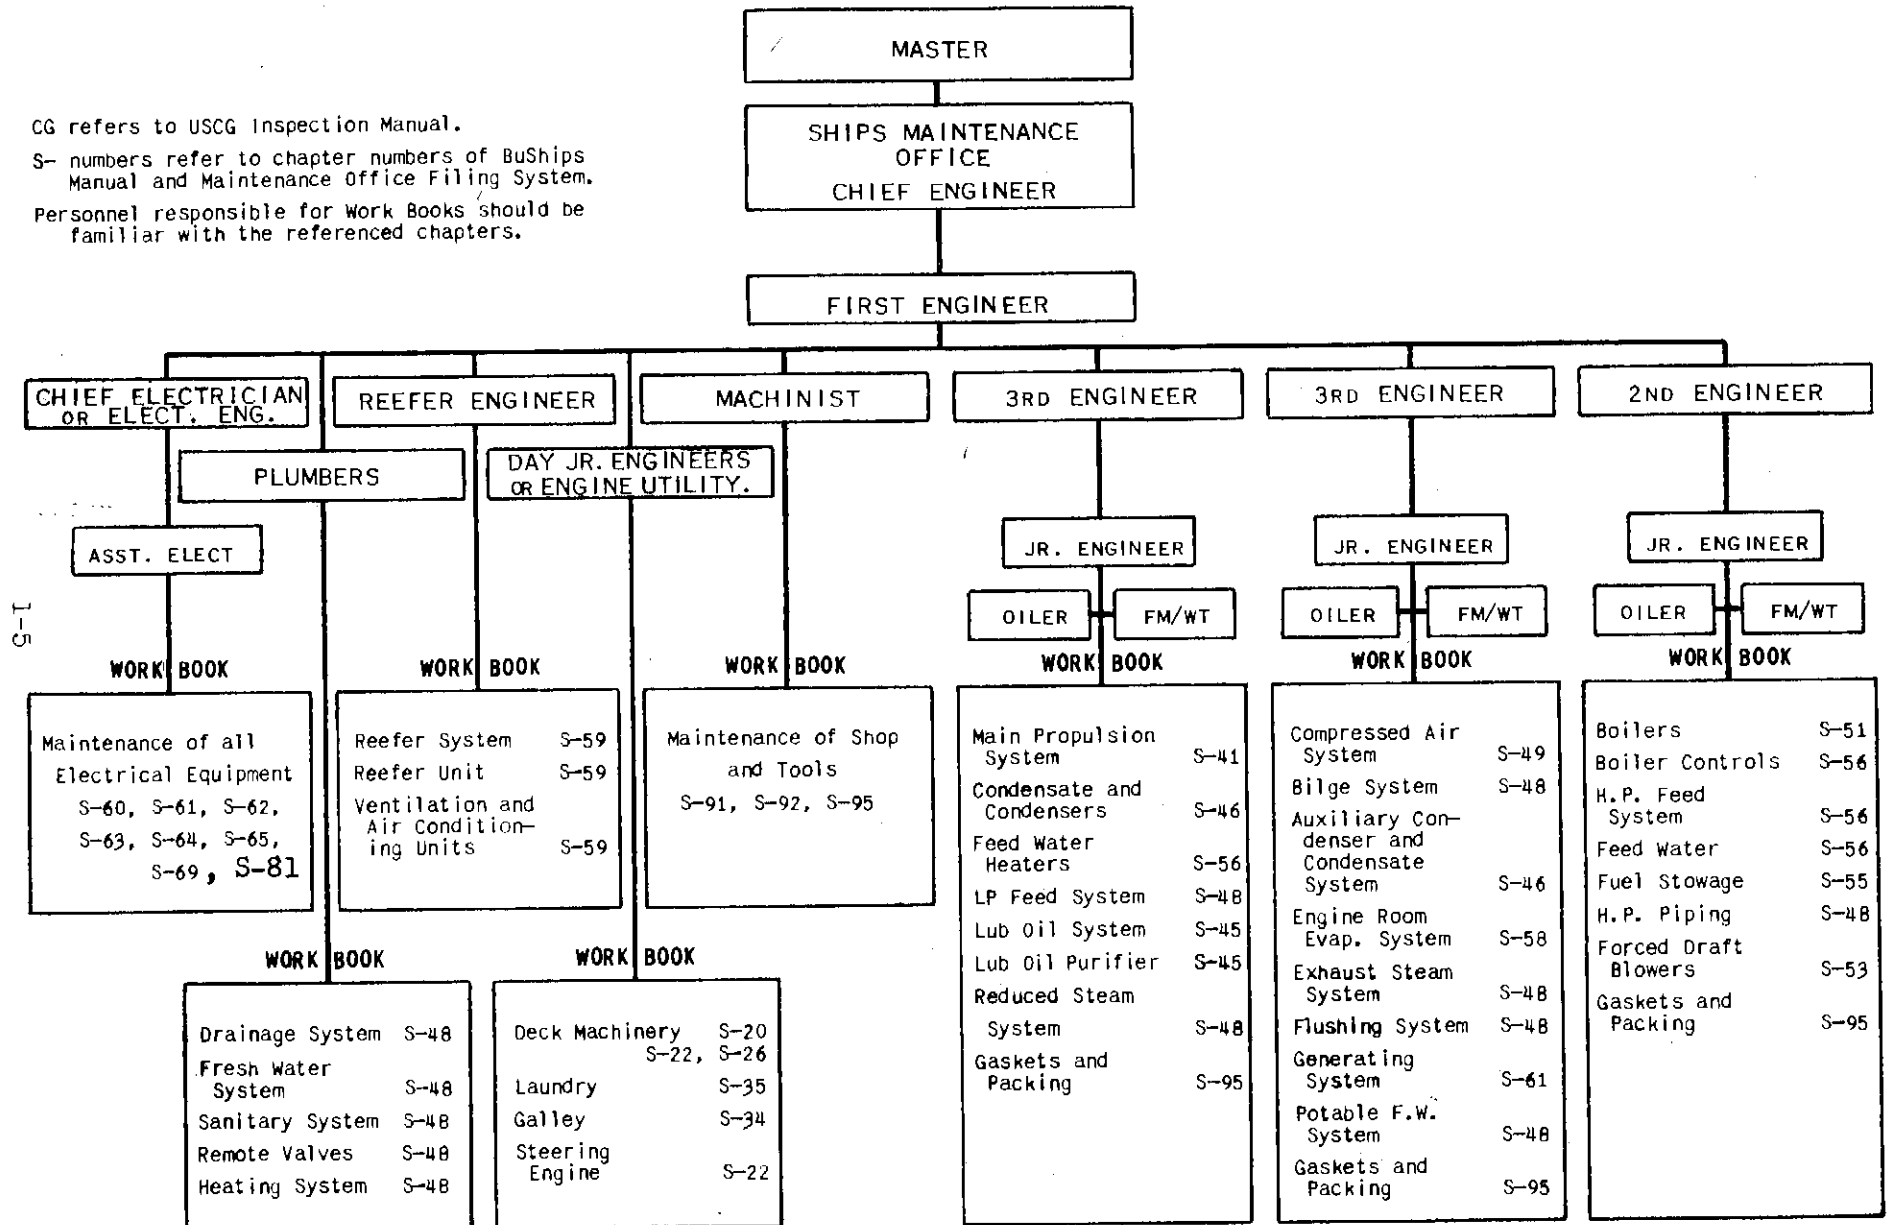 MASTER
CG refers to USCG Inspection Manual.
S- numbers refer to chapter numbers of BuShips
Manual and Maintenance Office Filing System.
Personnel responsible for Work Books should be
familiar with the referenced chapters.
SHIPS MAINTENANCE
OFFICE
CHIEF ENGINEER
FIRST ENGINEER
CHIEF ELECTRICIAN
OR ELECT. ENG.
REEFER ENGINEER
MACHINIST
3RD ENGINEER
3RD ENGINEER
2ND ENGINEER
PLUMBERS
DAY JR. ENGINEERS
OR ENGINE UTILITY.
ASST. ELECT
JR. ENGINEER
JR. ENGINEER
JR. ENGINEER
OILER
FM/WT
OILER
FM/WT
OILER
FM/WT
1-5
WORK BOOK
Maintenance of all
Electrical Equipment
S-60, S-61, S-62,
S-63, S-64, S-65,
S-69, S-81
WORK BOOK
Reefer System S-59
Reefer Unit S-59
Ventilation and
Air Condition-
ing Units S-59
WORK BOOK
Maintenance of Shop
and Tools
S-91, S-92, S-95
WORK BOOK
Main Propulsion
System S-41
Condensate and
Condensers S-46
Feed Water
Heaters S-56
LP Feed System S-48
Lub Oil System S-45
Lub Oil Purifier S-45
Reduced Steam
System S-48
Gaskets and
Packing S-95
WORK BOOK
Compressed Air
System S-49
Bilge System S-48
Auxiliary Con-
denser and
Condensate
System S-46
Engine Room
Evap. System S-58
Exhaust Steam
System S-48
Flushing System S-48
Generating
System S-61
Potable F.W.
System S-48
Gaskets and
Packing S-95
WORK BOOK
Boilers S-51
Boiler Controls S-56
H.P. Feed
System S-56
Feed Water S-56
Fuel Stowage S-55
H.P. Piping S-48
Forced Draft
Blowers S-53
Gaskets and
Packing S-95
WORK BOOK
Drainage System S-48
Fresh Water
System S-48
Sanitary System S-48
Remote Valves S-48
Heating System S-48
WORK BOOK
Deck Machinery S-20
S-22, S-26
Laundry S-35
Galley S-34
Steering
Engine S-22